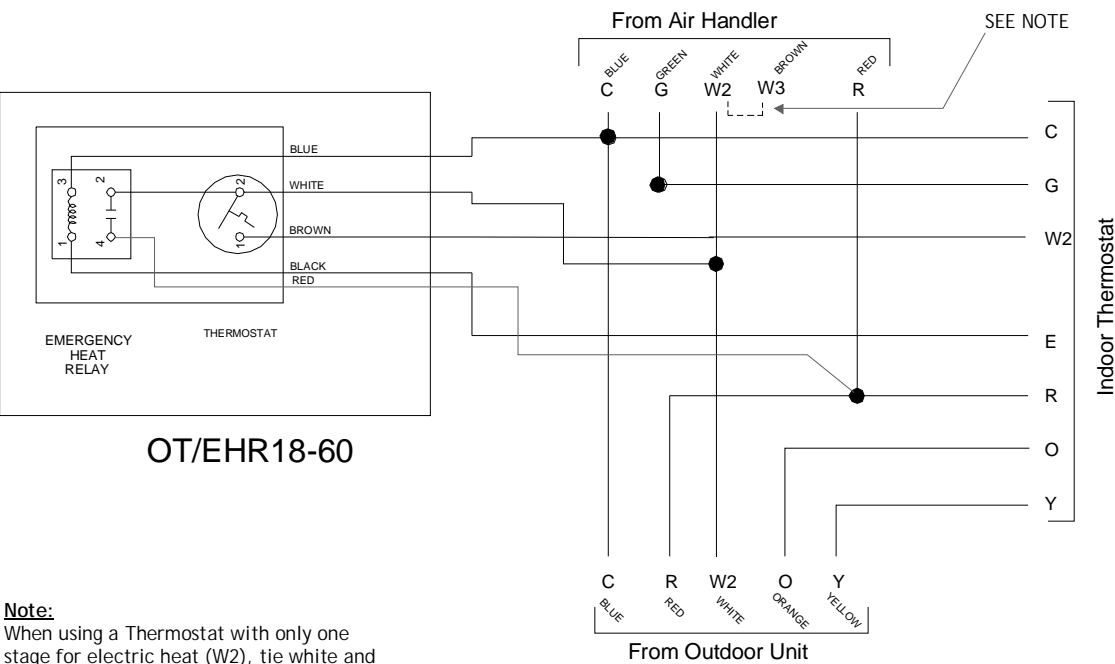 From Air Handler
SEE NOTE
BLUE GREEN WHITE BROWN RED
C G W2 W3 R
C
G
W2
E
R
O
Y
Indoor Thermostat
BLUE
WHITE
BROWN
BLACK
RED
3 2
1 4
2
1
EMERGENCY
HEAT
RELAY
THERMOSTAT
OT/EHR18-60
C R W2 O Y
BLUE RED WHITE ORANGE YELLOW
From Outdoor Unit
Note:
When using a Thermostat with only one
stage for electric heat (W2), tie white and